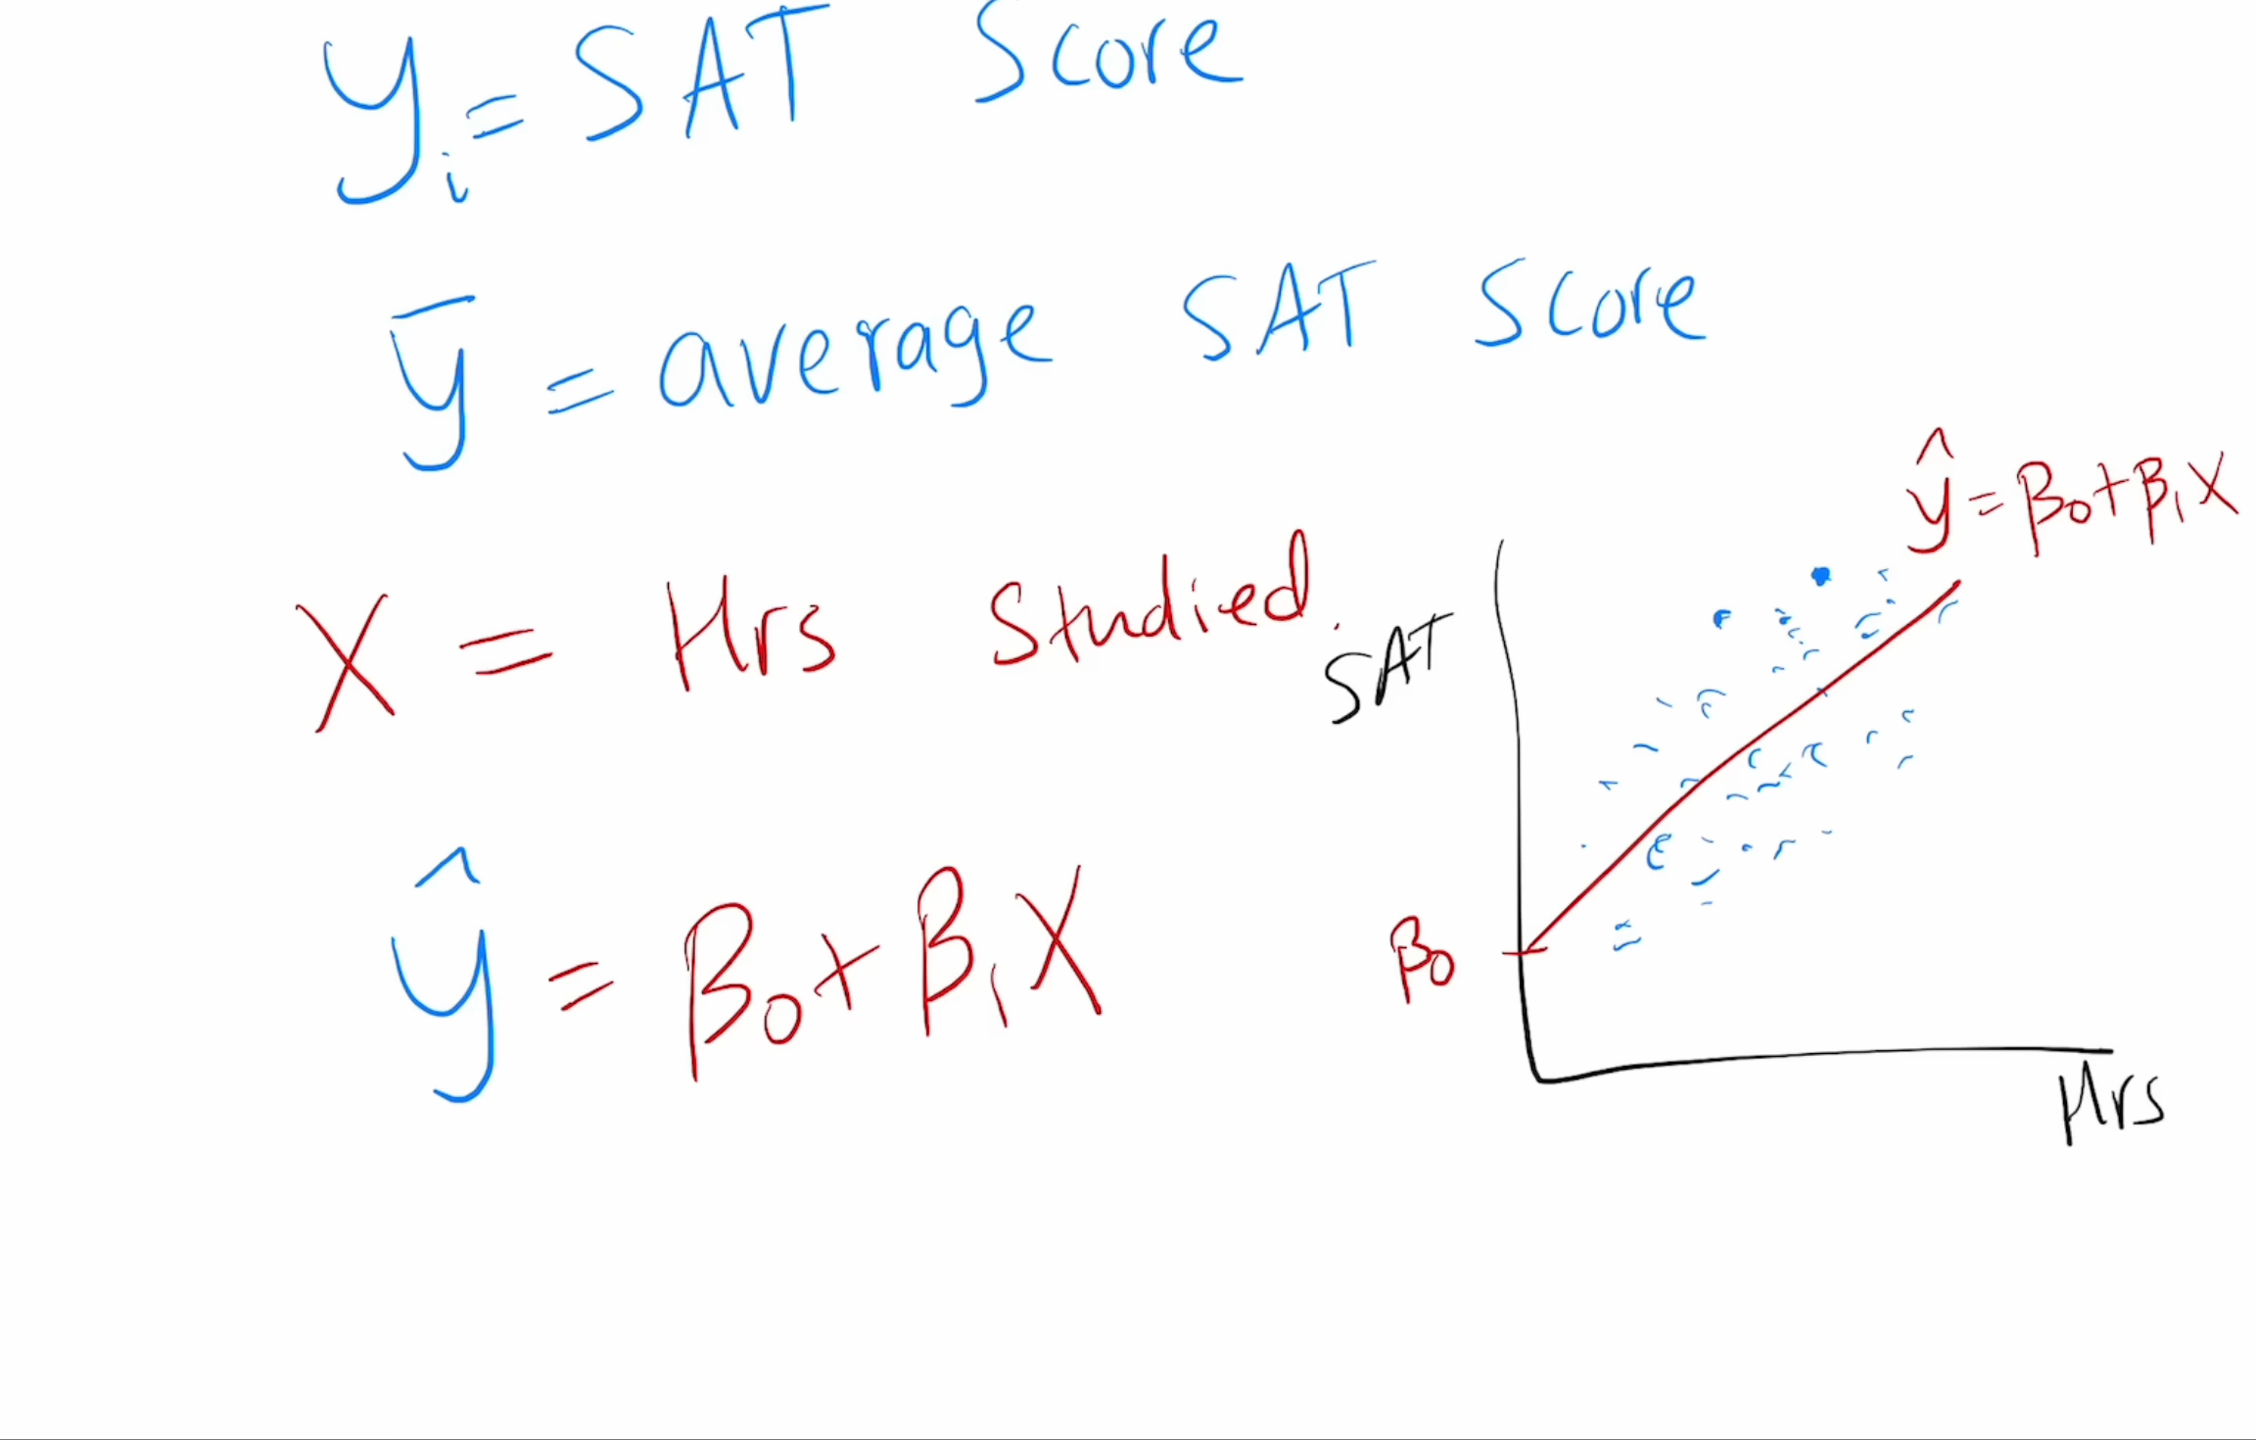 yᵢ = SAT Score
ȳ = average SAT Score
ŷ = β₀ + β₁X
X = Hrs Studied.
SAT
ŷ = β₀ + β₁X
β₀
Hrs